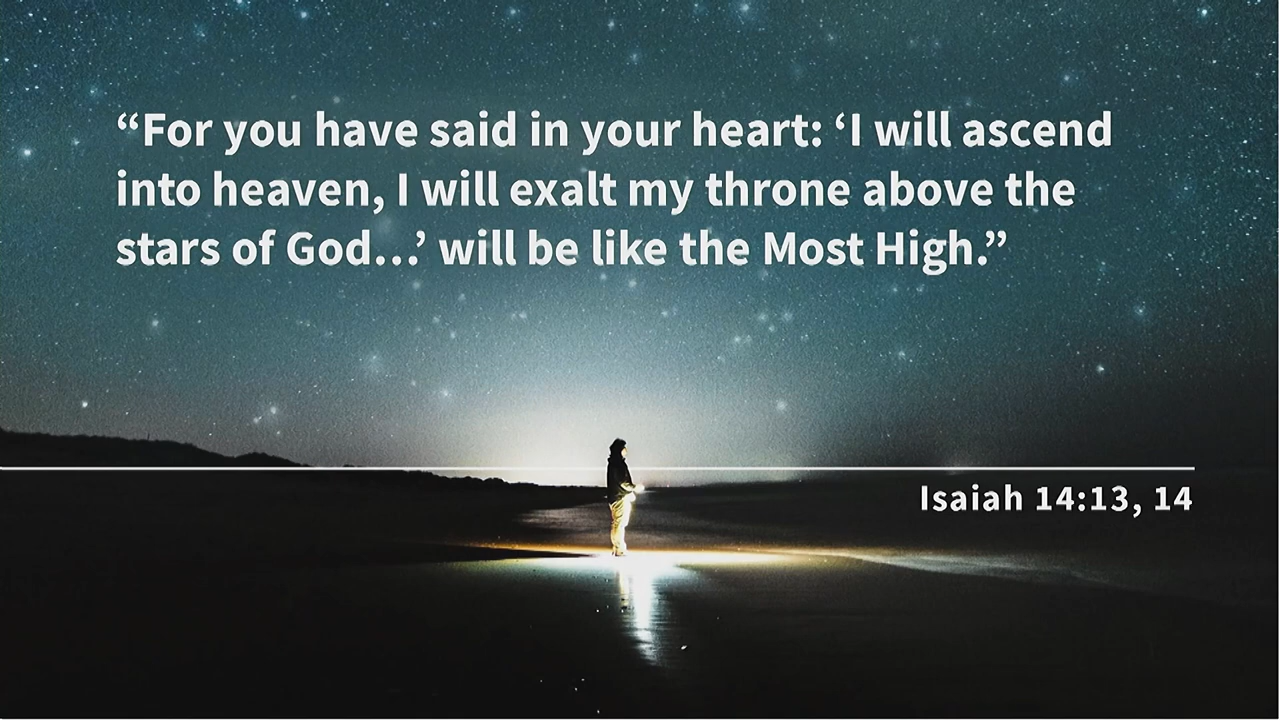 “For you have said in your heart: ‘I will ascend
into heaven, I will exalt my throne above the
stars of God...’ will be like the Most High.”
Isaiah 14:13, 14